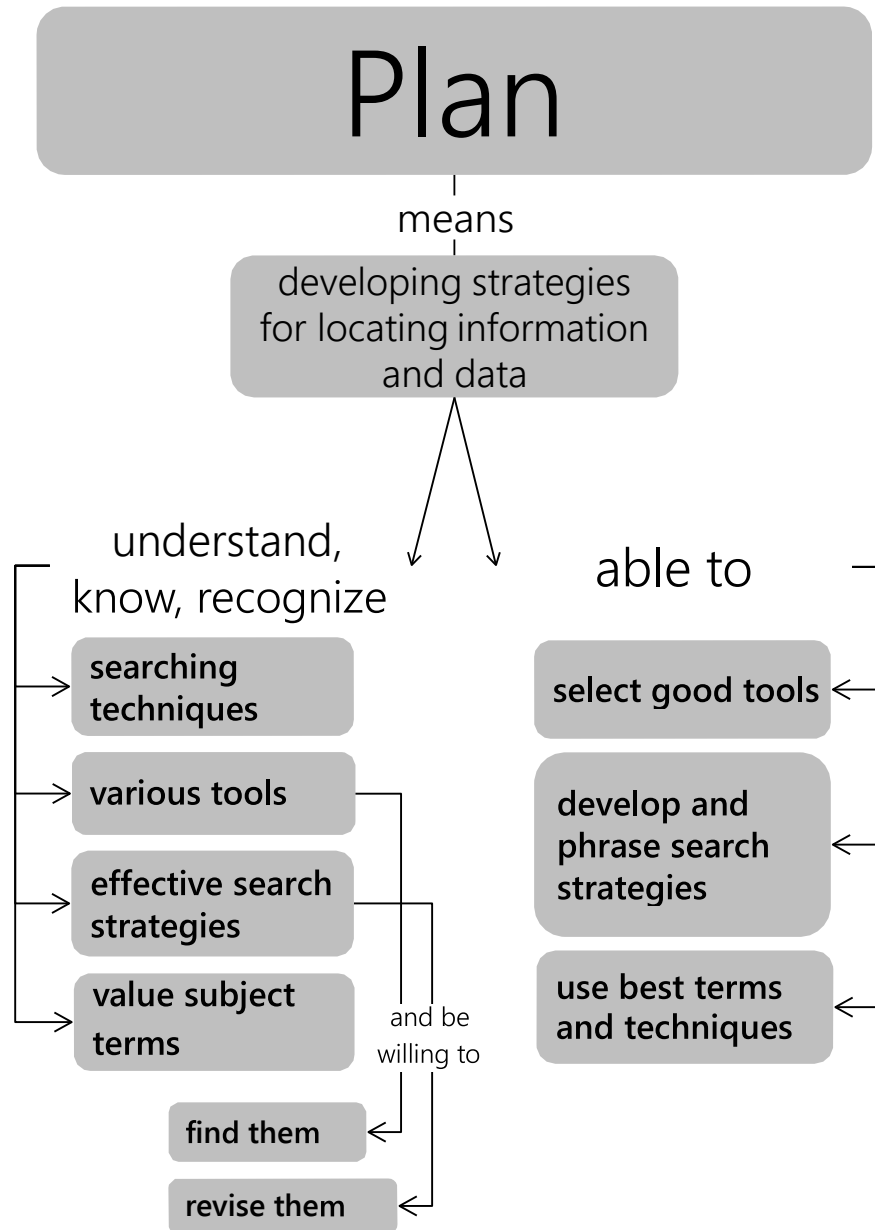 Plan
means
developing strategies
for locating information
and data
understand,
know, recognize
searching
techniques
various tools
effective search
strategies
value subject
terms
and be
willing to
find them
revise them
able to
select good tools
develop and
phrase search
strategies
use best terms
and techniques